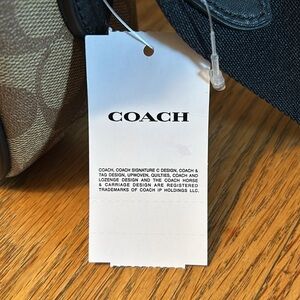 COACH
COACH, COACH SIGNATURE C DESIGN, COACH &
TAG DESIGN, UPWOVEN, QUILTIES, COACH AND
LOZENGE DESIGN AND THE COACH HORSE
& CARRIAGE DESIGN ARE REGISTERED
TRADEMARKS OF COACH IP HOLDINGS LLC.